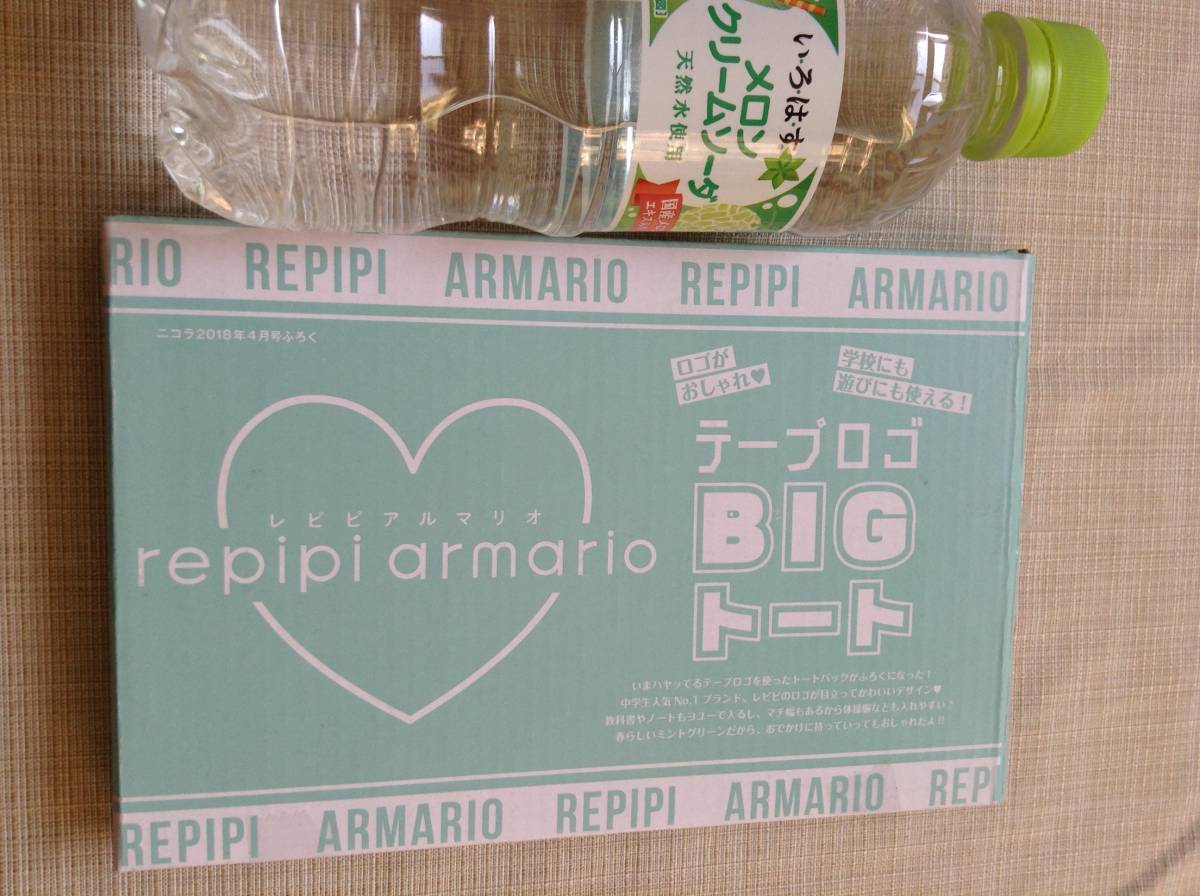 い・ろ・は・す
メロン
クリームソーダ
天然水使用
国産
エキス
RIO REPIPI ARMARIO REPIPI ARMARIO
ニコラ2018年4月号ふろく
ロゴが
おしゃれ♥
学校にも
遊びにも使える！
テープロゴ
BIG
トート
レピピアルマリオ
repipi armario
いまハヤッてるテープロゴを使ったトートバッグがふろくになった！
中学生人気No.1ブランド、レピピのロゴが目立ってかわいいデザイン♥
教科書やノートもヨユーで入るし、マチ幅もあるから体操服なども入れやすい♪
春らしいミントグリーンだから、おでかけに持っていってもおしゃれだよ!!
REPIPI ARMARIO REPIPI ARMARIO REP